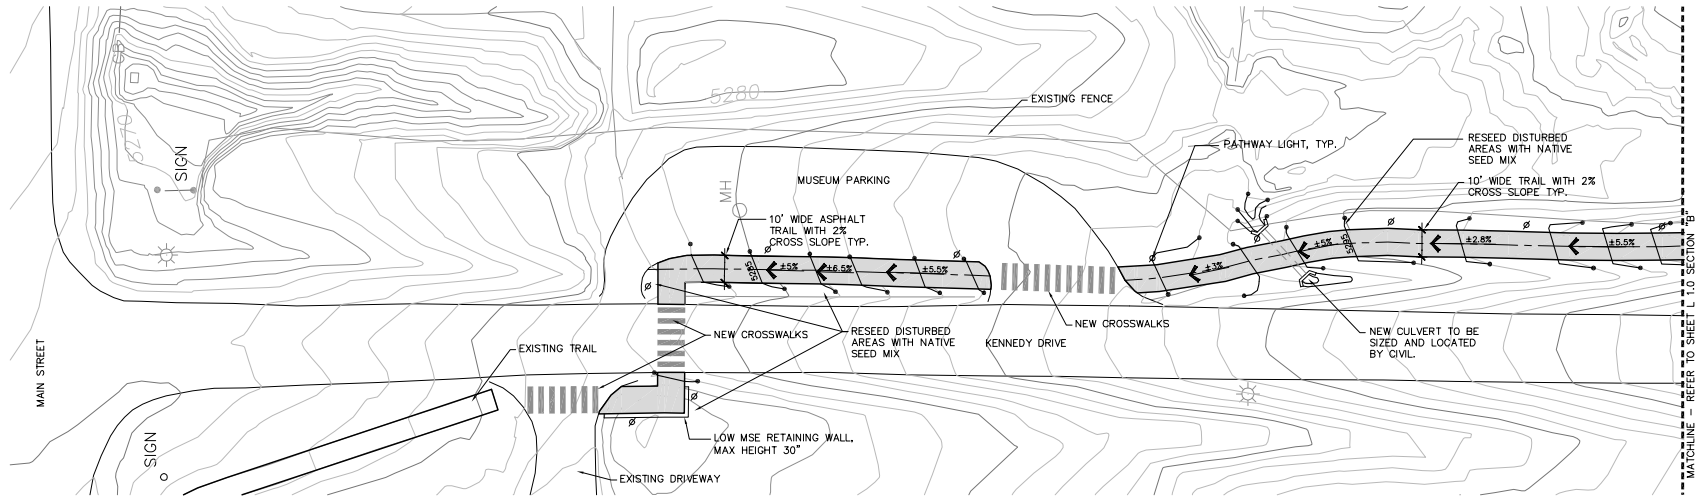 CB
5270
SIGN
5280
EXISTING FENCE
PATHWAY LIGHT, TYP.
RESEED DISTURBED
AREAS WITH NATIVE
SEED MIX
MUSEUM PARKING
MH
10' WIDE TRAIL WITH 2%
CROSS SLOPE TYP.
10' WIDE ASPHALT
TRAIL WITH 2%
CROSS SLOPE TYP.
5285
±5%
±6.5%
±5.5%
±3%
±5%
5285
±2.8%
±5.5%
NEW CROSSWALKS
NEW CROSSWALKS
RESEED DISTURBED
AREAS WITH NATIVE
SEED MIX
KENNEDY DRIVE
NEW CULVERT TO BE
SIZED AND LOCATED
BY CIVIL.
EXISTING TRAIL
MAIN STREET
SIGN
LOW MSE RETAINING WALL,
MAX HEIGHT 30"
EXISTING DRIVEWAY
MATCHLINE - REFER TO SHEET L 1.0 SECTION "B"